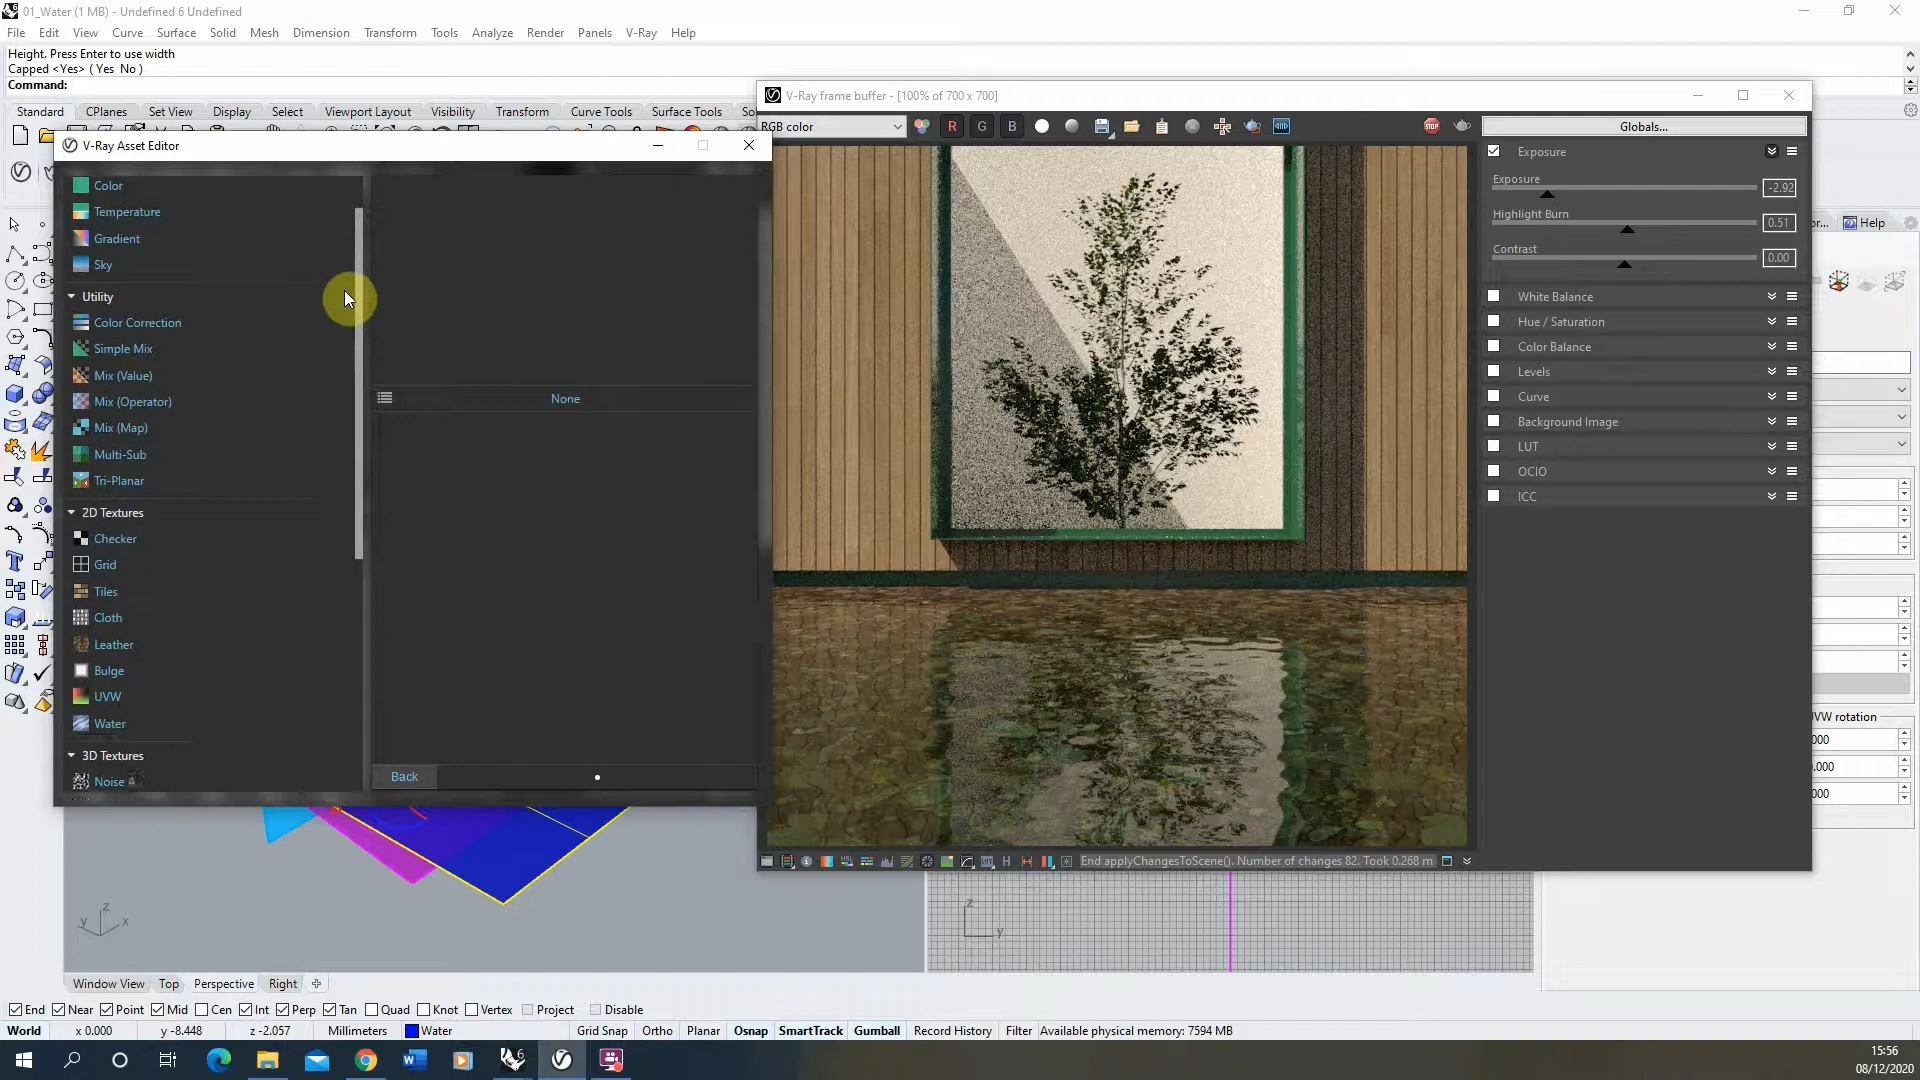 01_Water (1 MB) - Undefined 6 Undefined
File Edit View Curve Surface Solid Mesh Dimension Transform Tools Analyze Render Panels V-Ray Help
Height. Press Enter to use width
Capped <Yes> ( Yes No )
Command:
Standard CPlanes Set View Display Select Viewport Layout Visibility Transform Curve Tools Surface Tools
V-Ray frame buffer - [100% of 700 x 700]
RGB color R G B STOP Globals...
V-Ray Asset Editor
Color
Temperature
Gradient
Sky
Utility
Color Correction
Simple Mix
Mix (Value)
Mix (Operator)
Mix (Map)
Multi-Sub
Tri-Planar
2D Textures
Checker
Grid
Tiles
Cloth
Leather
Bulge
UVW
Water
3D Textures
Noise
None
Back
Exposure
Exposure -2.92
Highlight Burn 0.51
Contrast 0.00
White Balance
Hue / Saturation
Color Balance
Levels
Curve
Background Image
LUT
OCIO
ICC
Help
VW rotation
000
.000
000
End applyChangesToScene(). Number of changes 82. Took 0.268 m
z
y x
z
y
Window View Top Perspective Right
End Near Point Mid Cen Int Perp Tan Quad Knot Vertex Project Disable
World x 0.000 y -8.448 z -2.057 Millimeters Water Grid Snap Ortho Planar Osnap SmartTrack Gumball Record History Filter Available physical memory: 7594 MB
15:56
08/12/2020